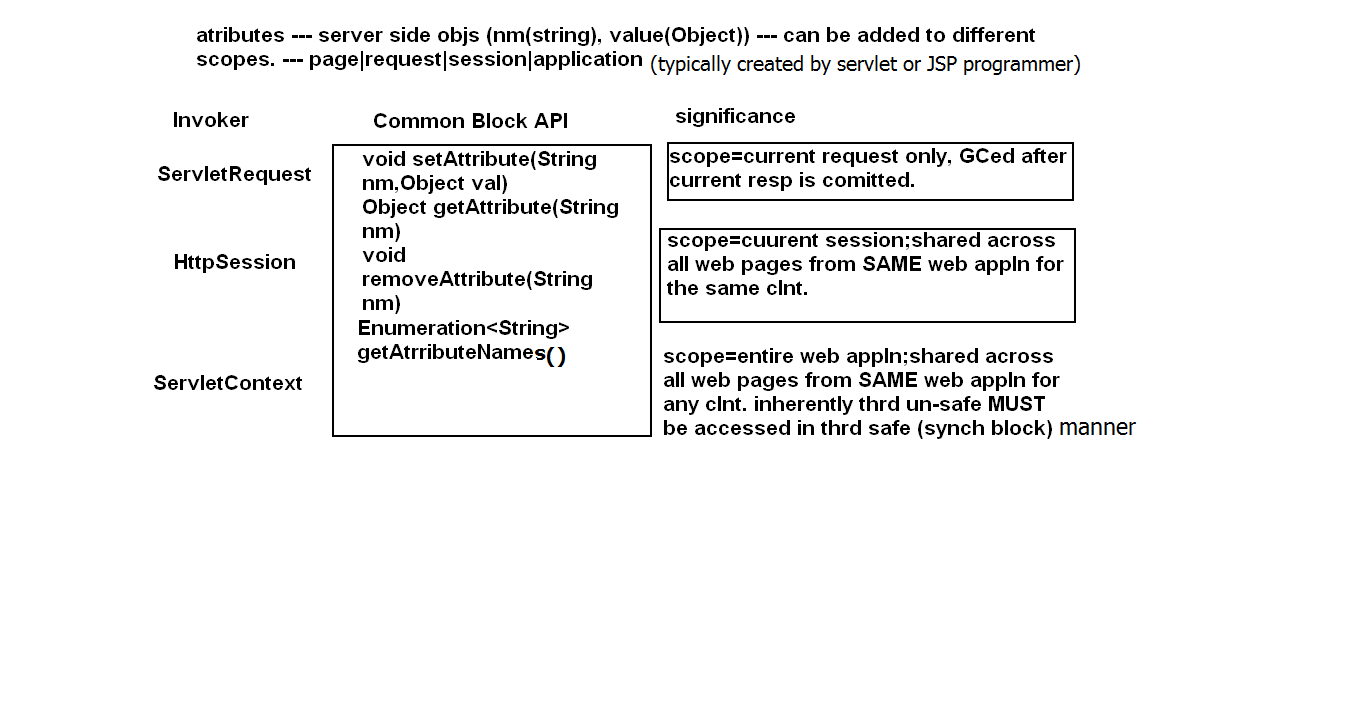 atributes --- server side objs (nm(string), value(Object)) --- can be added to different
scopes. --- page|request|session|application (typically created by servlet or JSP programmer)
Invoker
Common Block API
significance
ServletRequest
void setAttribute(String
nm,Object val)
Object getAttribute(String
nm)
void
removeAttribute(String
nm)
Enumeration<String>
getAtrributeNames()
scope=current request only, GCed after
current resp is comitted.
HttpSession
scope=cuurent session;shared across
all web pages from SAME web appln for
the same clnt.
ServletContext
scope=entire web appln;shared across
all web pages from SAME web appln for
any clnt. inherently thrd un-safe MUST
be accessed in thrd safe (synch block) manner